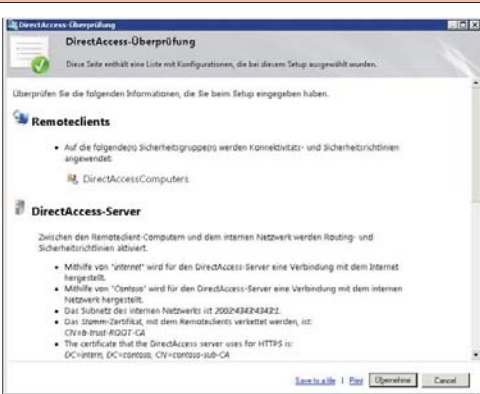 DirectAccess-Überprüfung
DirectAccess-Überprüfung
Diese Seite enthält eine Liste mit Konfigurationen, die bei diesem Setup ausgewählt wurden.
Überprüfen Sie die folgenden Informationen, die Sie beim Setup eingegeben haben.
Remoteclients
• Auf die folgende(n) Sicherheitsgruppe(n) werden Konnektivitäts- und Sicherheitsrichtlinien
angewendet:
DirectAccessComputers
DirectAccess-Server
Zwischen den Remoteclient-Computern und dem internen Netzwerk werden Routing- und
Sicherheitsrichtlinien aktiviert.
• Mithilfe von "internet" wird für den DirectAccess-Server eine Verbindung mit dem Internet
hergestellt.
• Mithilfe von "Contoso" wird für den DirectAccess-Server eine Verbindung mit dem internen
Netzwerk hergestellt.
• Das Subnetz des internen Netzwerks ist
• Das Stamm-Zertifikat, mit dem Remoteclients verkettet werden, ist:
CN=b-trust-ROOT-CA
• The certificate that the DirectAccess server uses for HTTPS is:
DC=intern, DC=contoso, CN=contoso-sub-CA
Save to a file | Print Übernehme Cancel